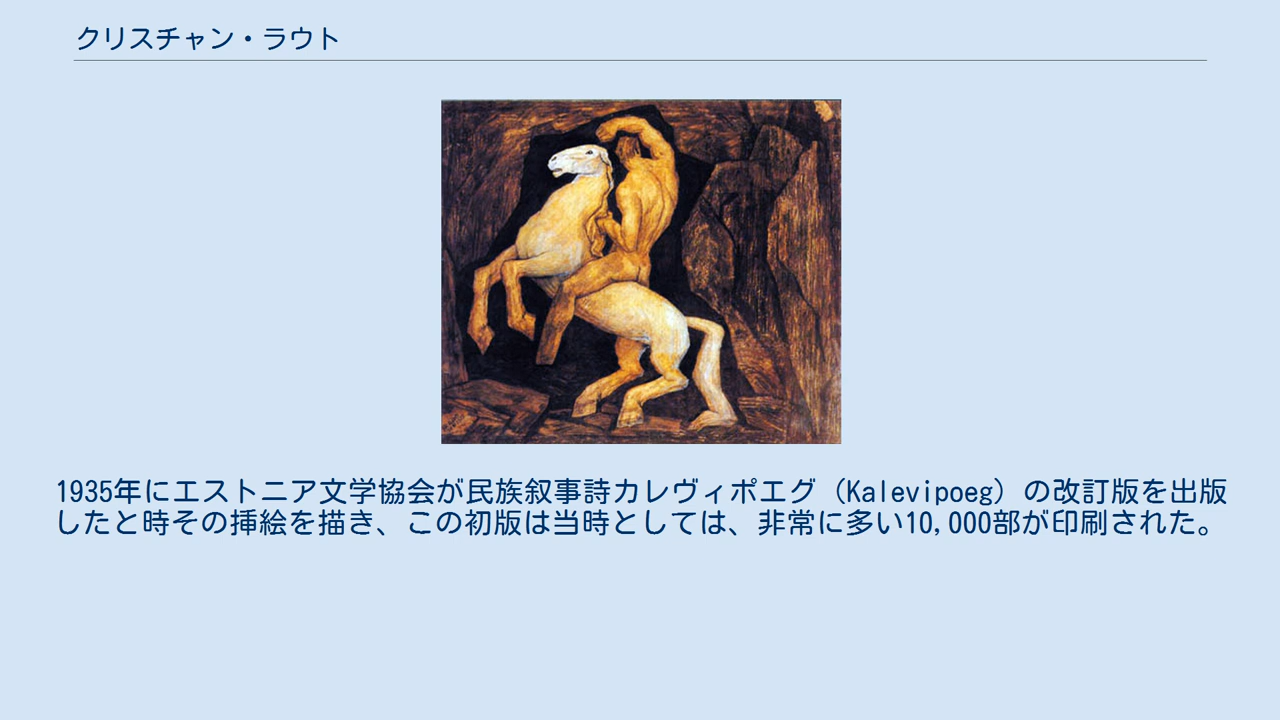 クリスチャン・ラウト
1935年にエストニア文学協会が民族叙事詩カレヴィポエグ（Kalevipoeg）の改訂版を出版
したと時その挿絵を描き、この初版は当時としては、非常に多い10,000部が印刷された。